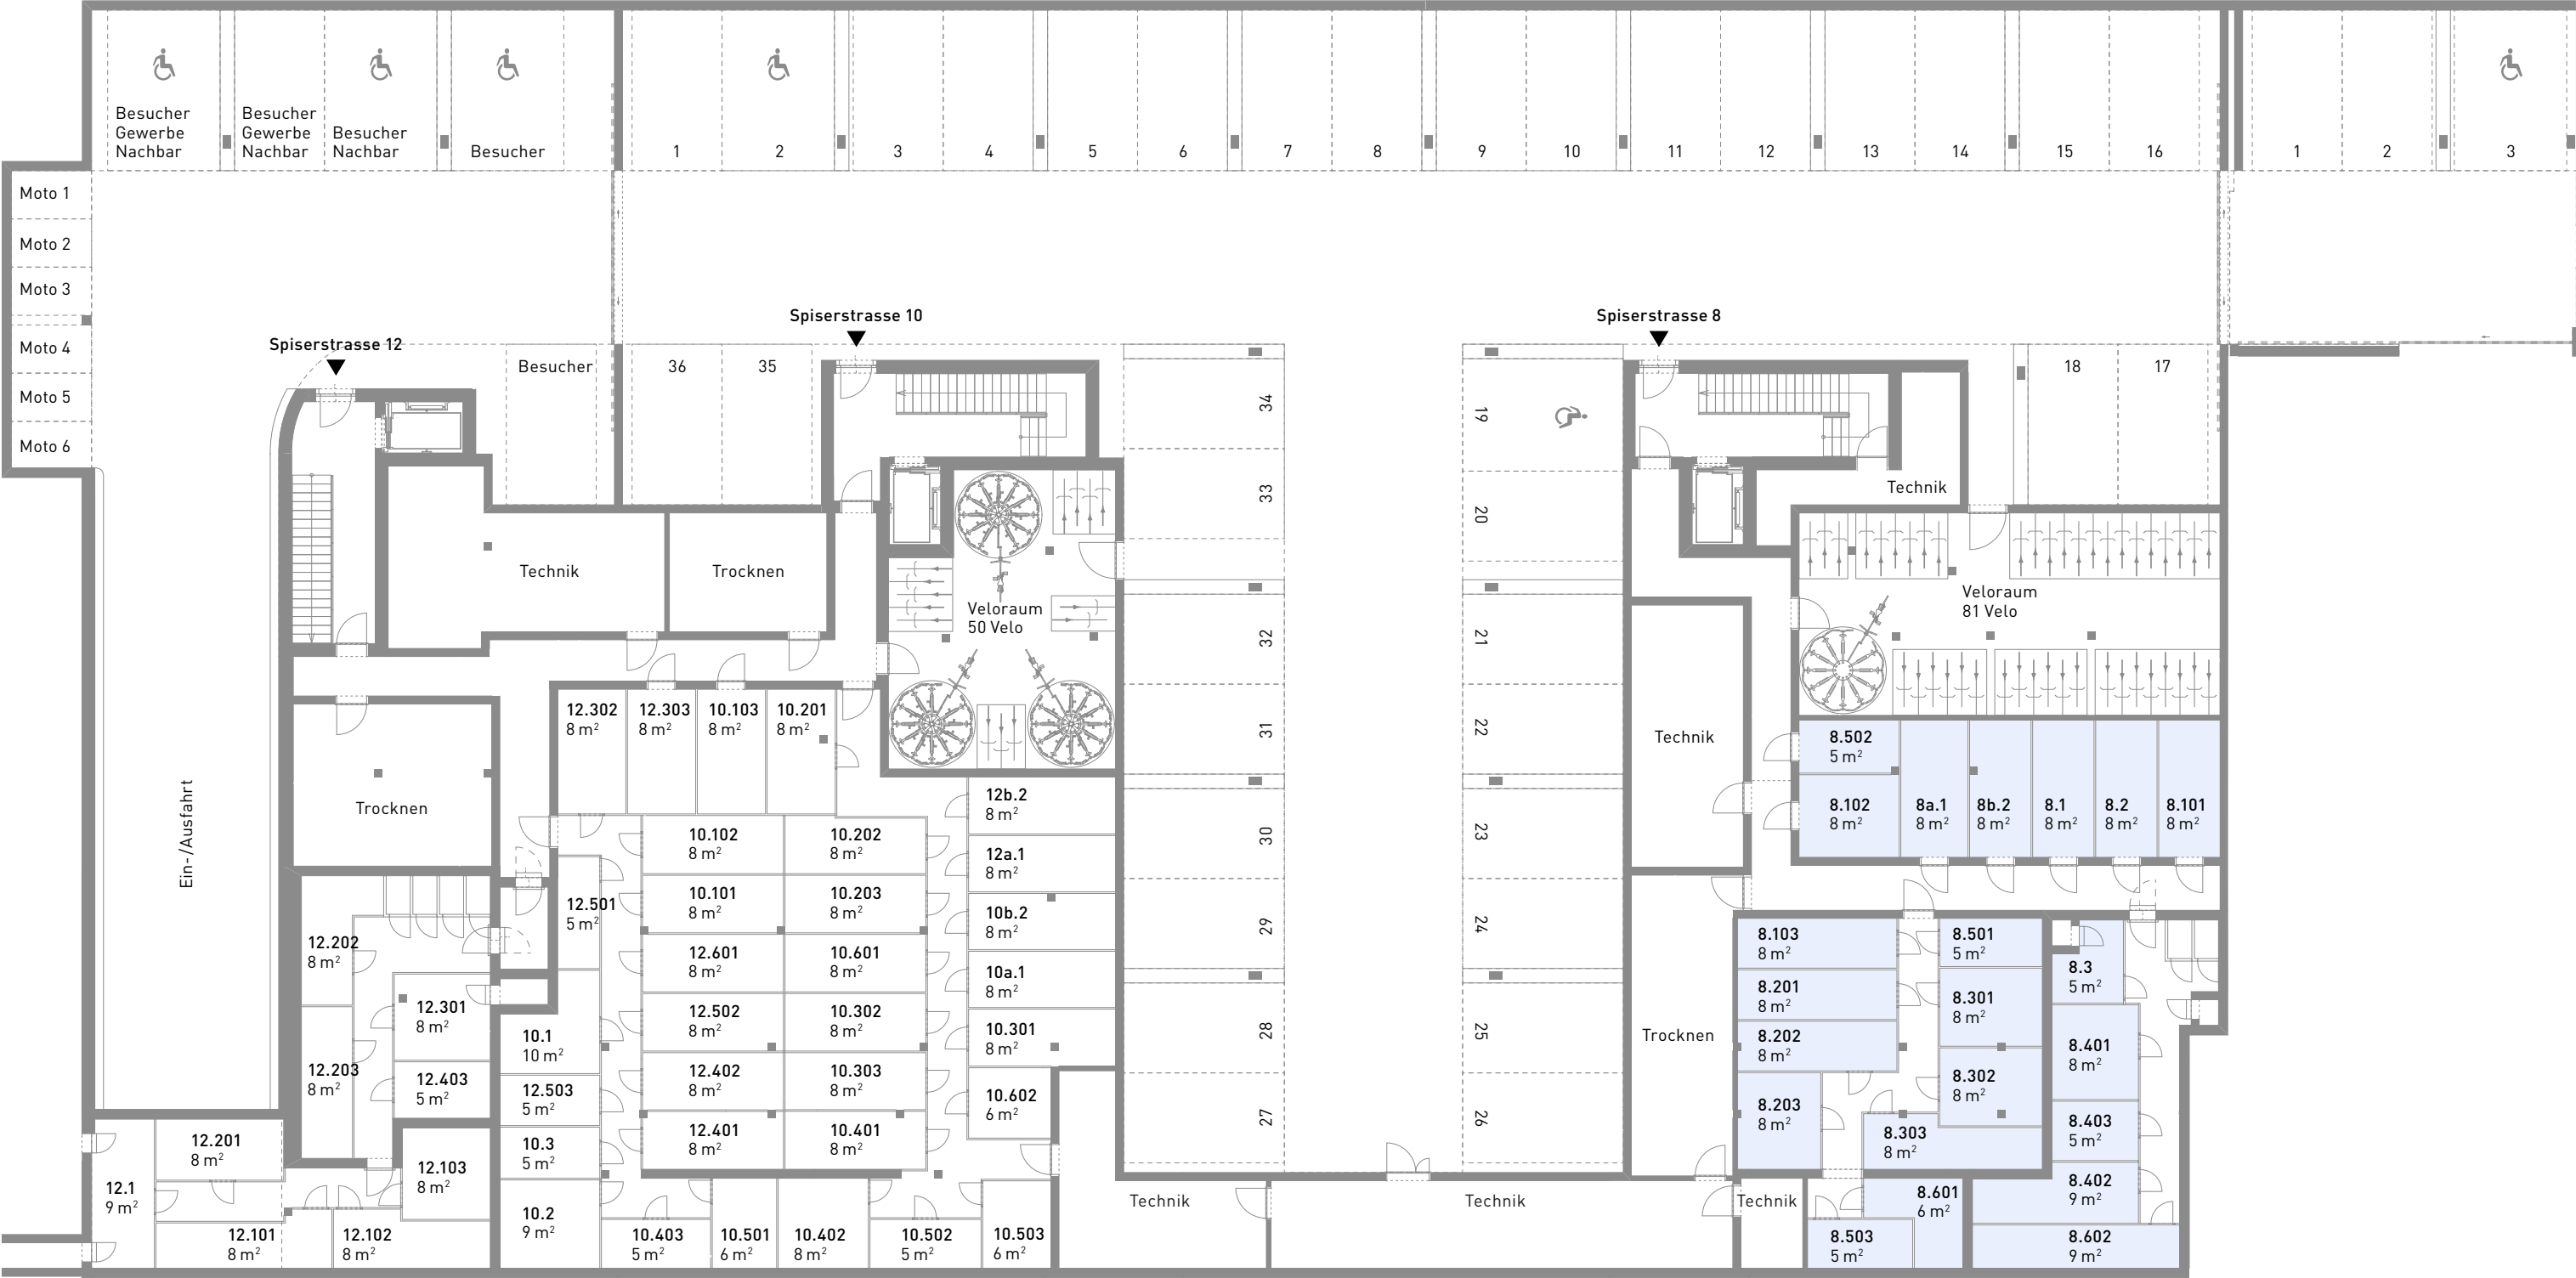 Besucher
Gewerbe
Nachbar
Besucher
Gewerbe
Nachbar
Besucher
Nachbar
Besucher
1
2
3
4
5
6
7
8
9
10
11
12
13
14
15
16
1
2
3
Moto 1
Moto 2
Moto 3
Moto 4
Moto 5
Moto 6
Spiserstrasse 12
Spiserstrasse 10
Spiserstrasse 8
Besucher
36
35
34
33
32
31
30
29
28
27
19
20
21
22
23
24
25
26
18
17
Technik
Trocknen
Veloraum
50 Velo
Technik
Veloraum
81 Velo
Technik
Trocknen
Ein-/Ausfahrt
Trocknen
12.302
8 m²
12.303
8 m²
10.103
8 m²
10.201
8 m²
12b.2
8 m²
12a.1
8 m²
10b.2
8 m²
10a.1
8 m²
10.301
8 m²
10.602
6 m²
10.102
8 m²
10.202
8 m²
10.101
8 m²
10.203
8 m²
12.601
8 m²
10.601
8 m²
12.502
8 m²
10.302
8 m²
12.402
8 m²
10.303
8 m²
12.401
8 m²
10.401
8 m²
12.501
5 m²
10.1
10 m²
12.503
5 m²
10.3
5 m²
10.2
9 m²
10.403
5 m²
10.501
6 m²
10.402
8 m²
10.502
5 m²
10.503
6 m²
12.202
8 m²
12.203
8 m²
12.301
8 m²
12.403
5 m²
12.103
8 m²
12.201
8 m²
12.1
9 m²
12.101
8 m²
12.102
8 m²
Technik
Technik
Technik
8.502
5 m²
8.102
8 m²
8a.1
8 m²
8b.2
8 m²
8.1
8 m²
8.2
8 m²
8.101
8 m²
8.103
8 m²
8.201
8 m²
8.202
8 m²
8.203
8 m²
8.501
5 m²
8.301
8 m²
8.302
8 m²
8.303
8 m²
8.3
5 m²
8.401
8 m²
8.403
5 m²
8.402
9 m²
8.602
9 m²
8.601
6 m²
8.503
5 m²